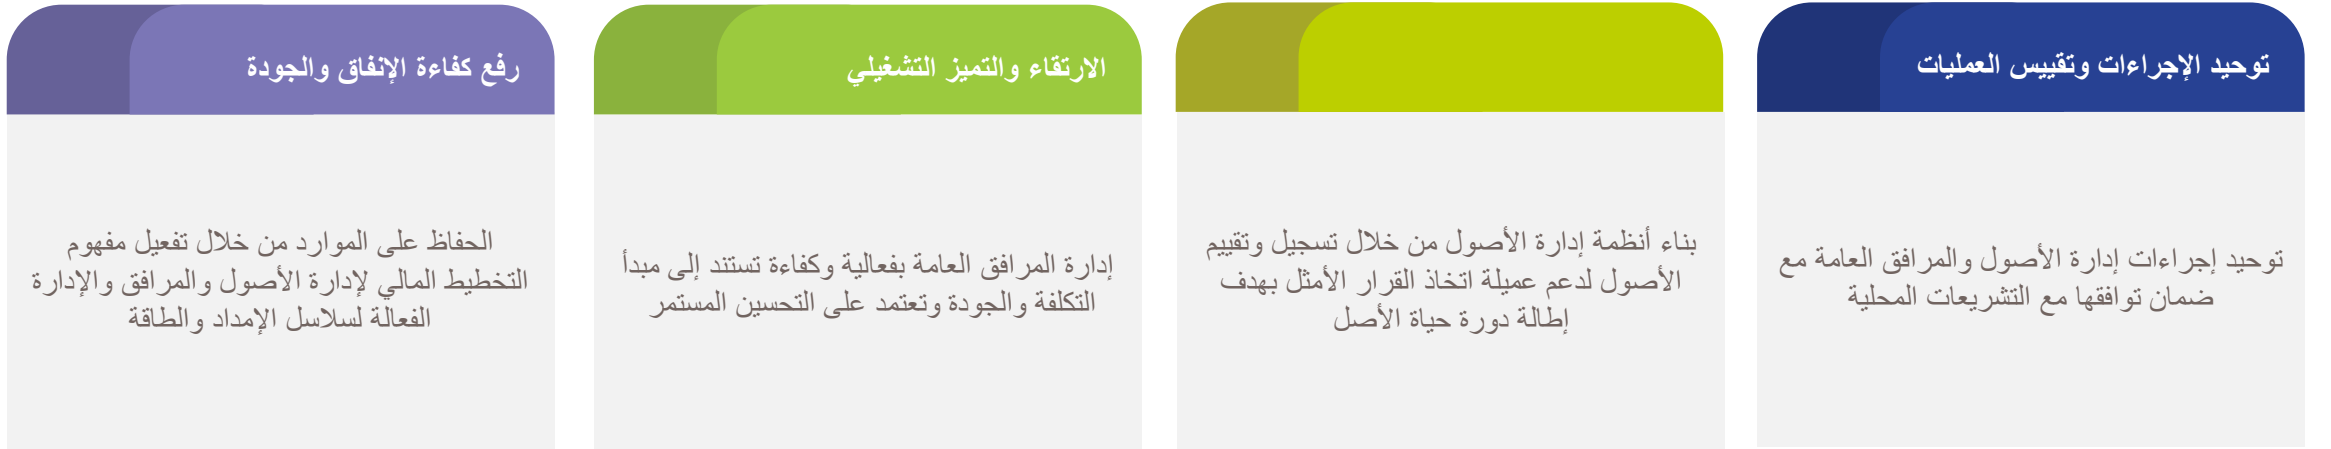 توحيد الإجراءات وتقييس العمليات
توحيد إجراءات إدارة الأصول والمرافق العامة مع
ضمان توافقها مع التشريعات المحلية
بناء أنظمة إدارة الأصول من خلال تسجيل وتقييم
الأصول لدعم عميلة اتخاذ القرار الأمثل بهدف
إطالة دورة حياة الأصل
الارتقاء والتميز التشغيلي
إدارة المرافق العامة بفعالية وكفاءة تستند إلى مبدأ
التكلفة والجودة وتعتمد على التحسين المستمر
رفع كفاءة الإنفاق والجودة
الحفاظ على الموارد من خلال تفعيل مفهوم
التخطيط المالي لإدارة الأصول والمرافق والإدارة
الفعالة لسلاسل الإمداد والطاقة